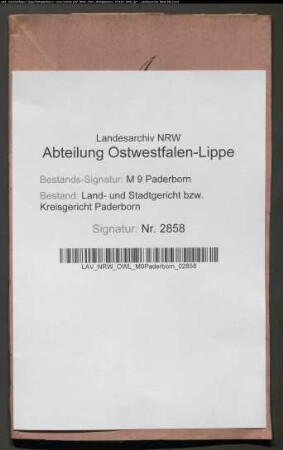 Landesarchiv NRW
Abteilung Ostwestfalen-Lippe
Bestands-Signatur: M 9 Paderborn
Bestand: Land- und Stadtgericht bzw.
Kreisgericht Paderborn
Signatur: Nr. 2858
LAV_NRW_OWL_M9Paderborn_02858